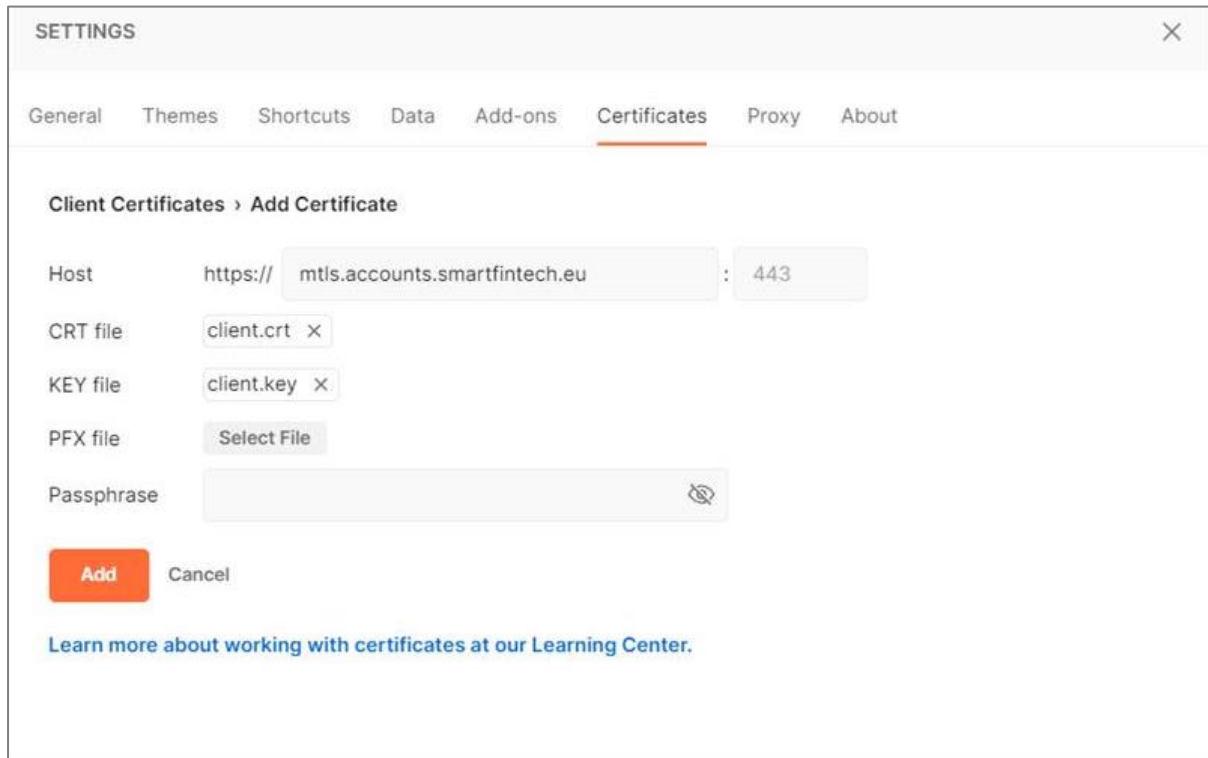 SETTINGS
General Themes Shortcuts Data Add-ons Certificates Proxy About
Client Certificates › Add Certificate
Host https:// mtls.accounts.smartfintech.eu : 443
CRT file client.crt ×
KEY file client.key ×
PFX file Select File
Passphrase
Add Cancel
Learn more about working with certificates at our Learning Center.